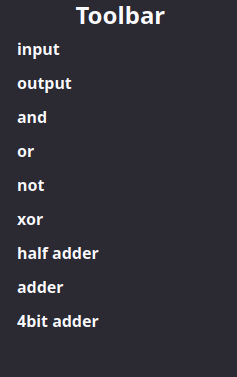 Toolbar
input
output
and
or
not
xor
half adder
adder
4bit adder